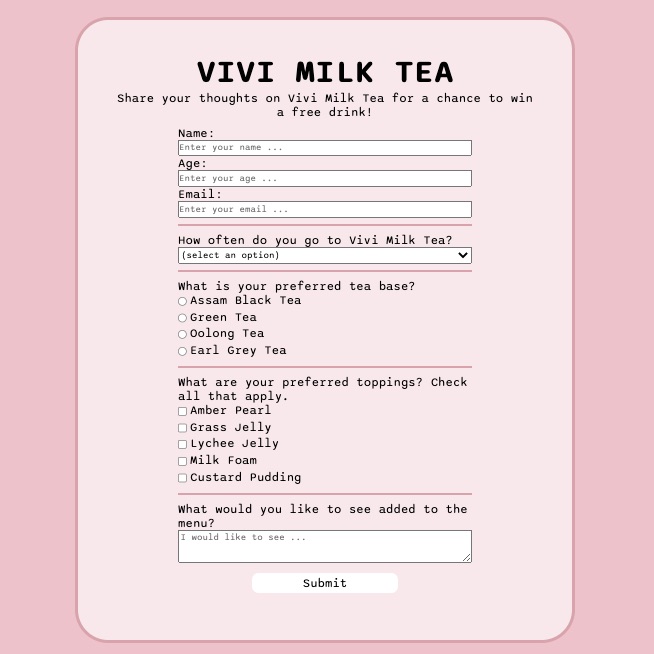 VIVI MILK TEA
Share your thoughts on Vivi Milk Tea for a chance to win
a free drink!
Name:
Enter your name ...
Age:
Enter your age ...
Email:
Enter your email ...
How often do you go to Vivi Milk Tea?
(select an option)
What is your preferred tea base?
Assam Black Tea
Green Tea
Oolong Tea
Earl Grey Tea
What are your preferred toppings? Check
all that apply.
Amber Pearl
Grass Jelly
Lychee Jelly
Milk Foam
Custard Pudding
What would you like to see added to the
menu?
I would like to see ...
Submit